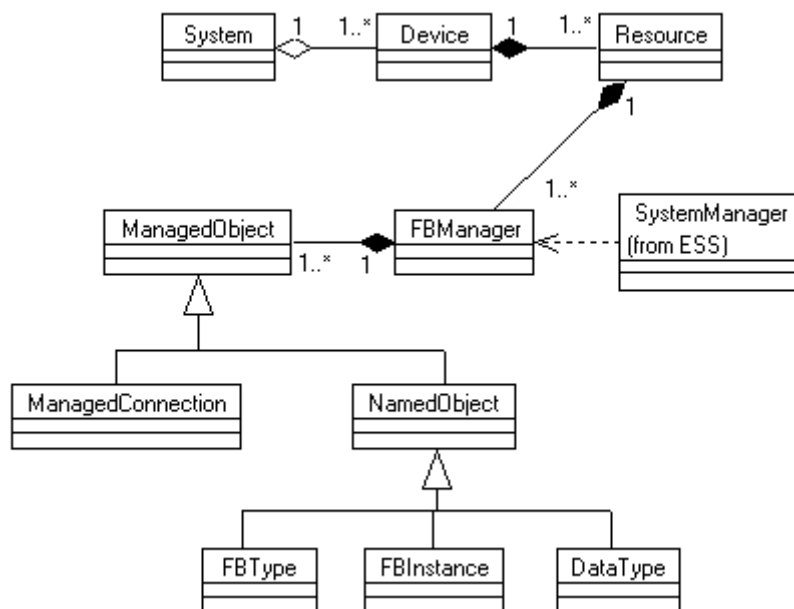 System
1
1..*
Device
1
1..*
Resource
1
1..*
ManagedObject
1..*
1
FBManager
SystemManager
(from ESS)
ManagedConnection
NamedObject
FBType
FBInstance
DataType